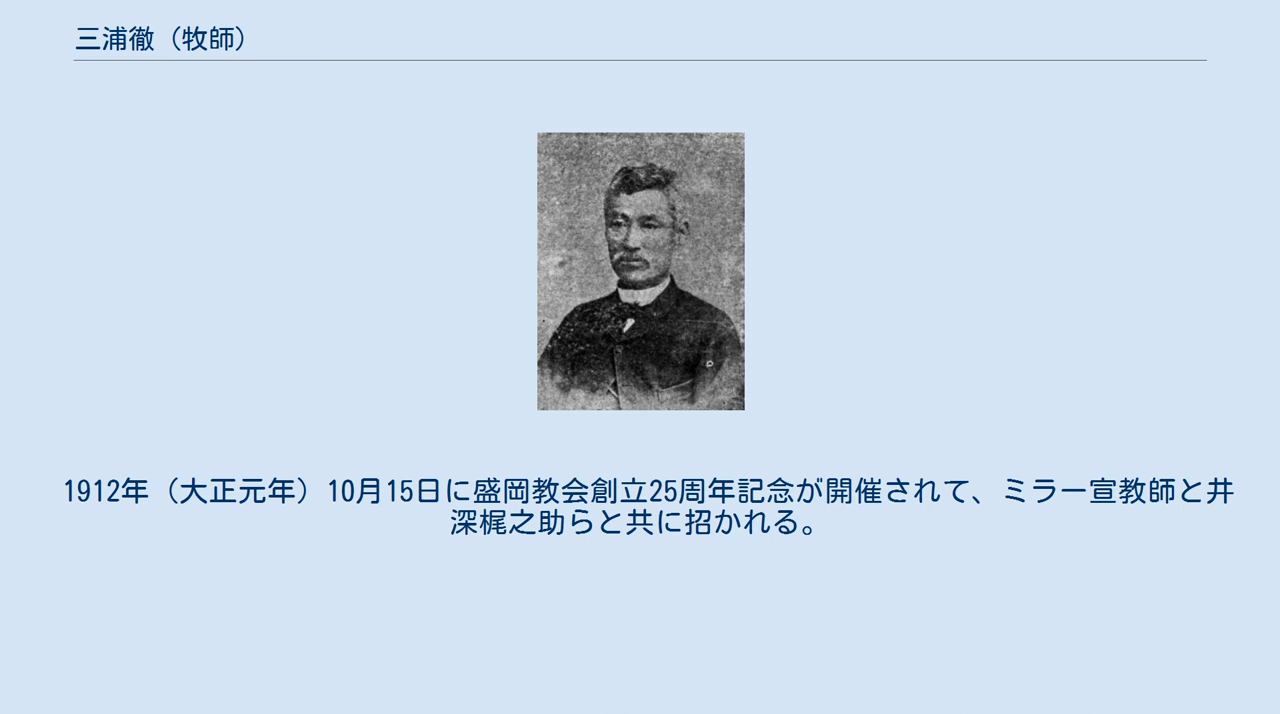 三浦徹（牧師）
1912年（大正元年）10月15日に盛岡教会創立25周年記念が開催されて、ミラー宣教師と井
深梶之助らと共に招かれる。